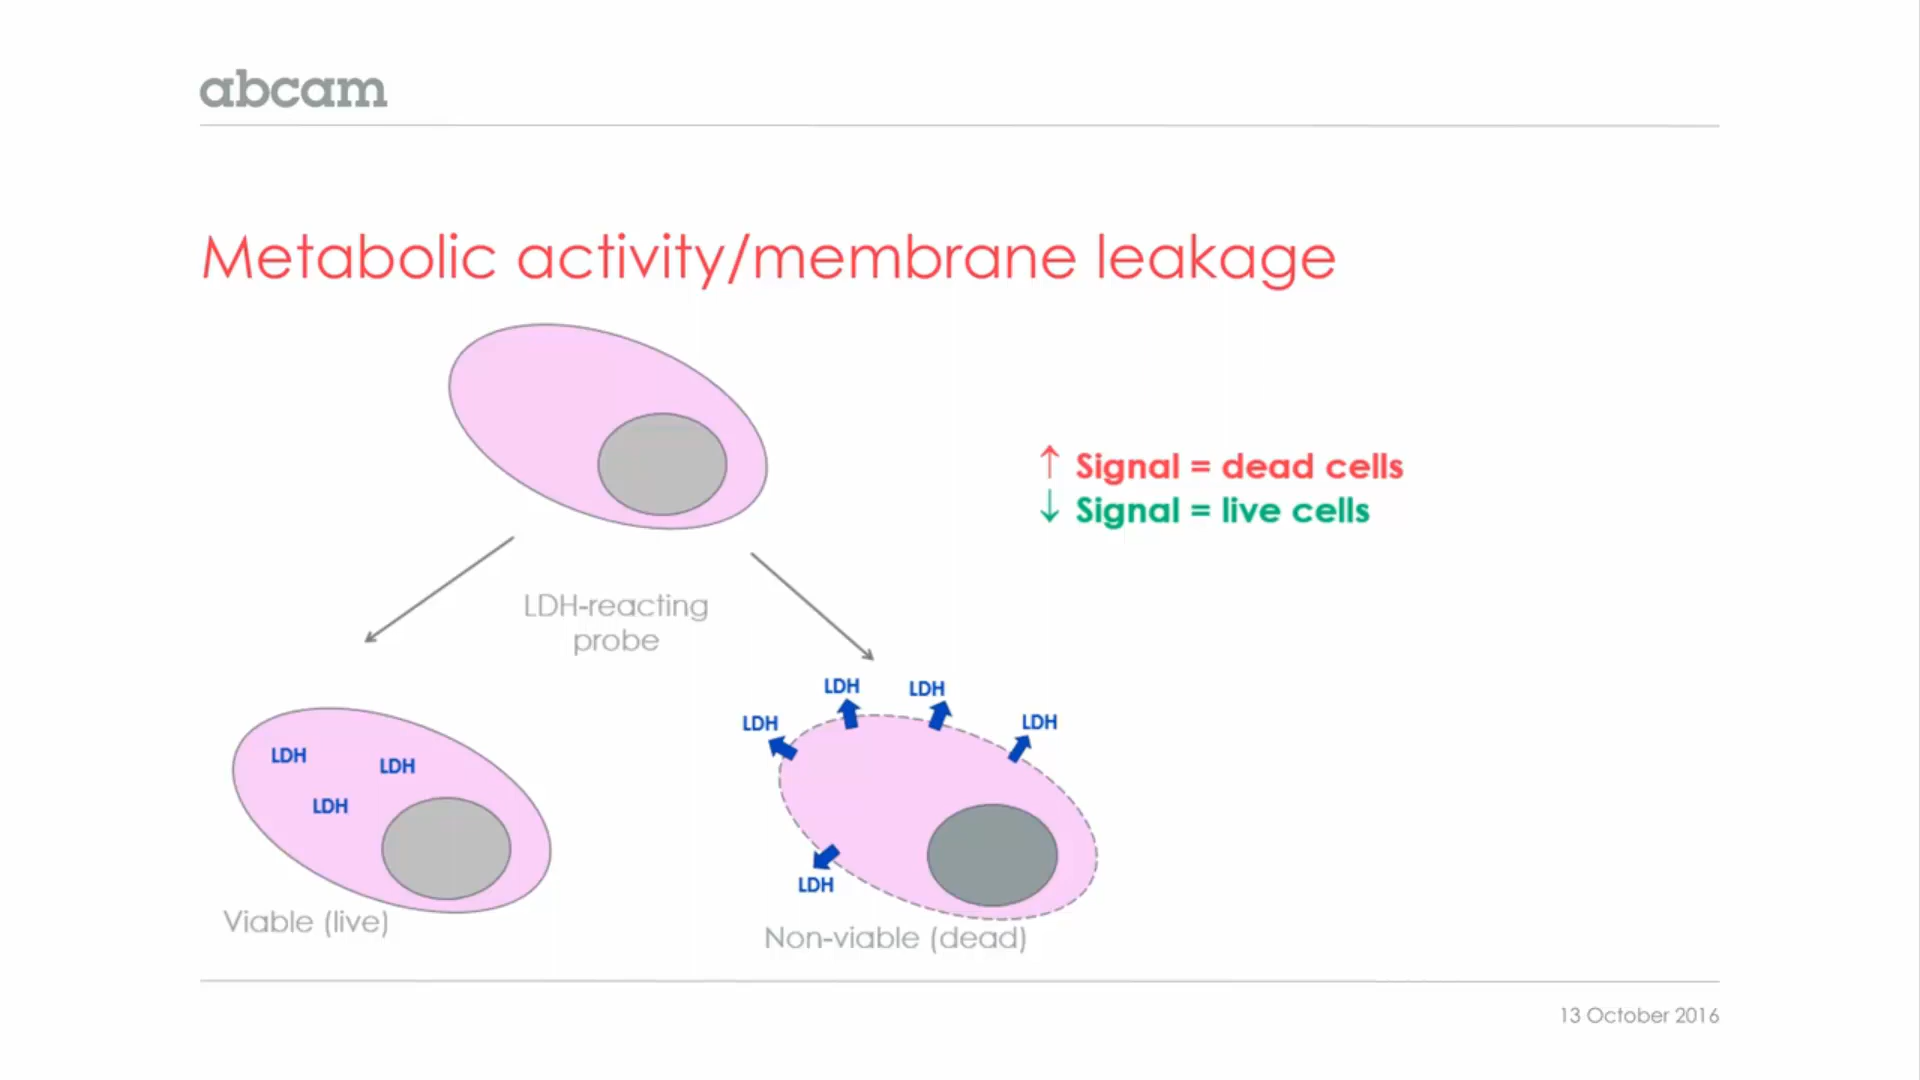 abcam
Metabolic activity/membrane leakage
↑ Signal = dead cells
↓ Signal = live cells
LDH-reacting
probe
LDH
LDH
LDH
Viable (live)
LDH
LDH
LDH
LDH
LDH
Non-viable (dead)
13 October 2016